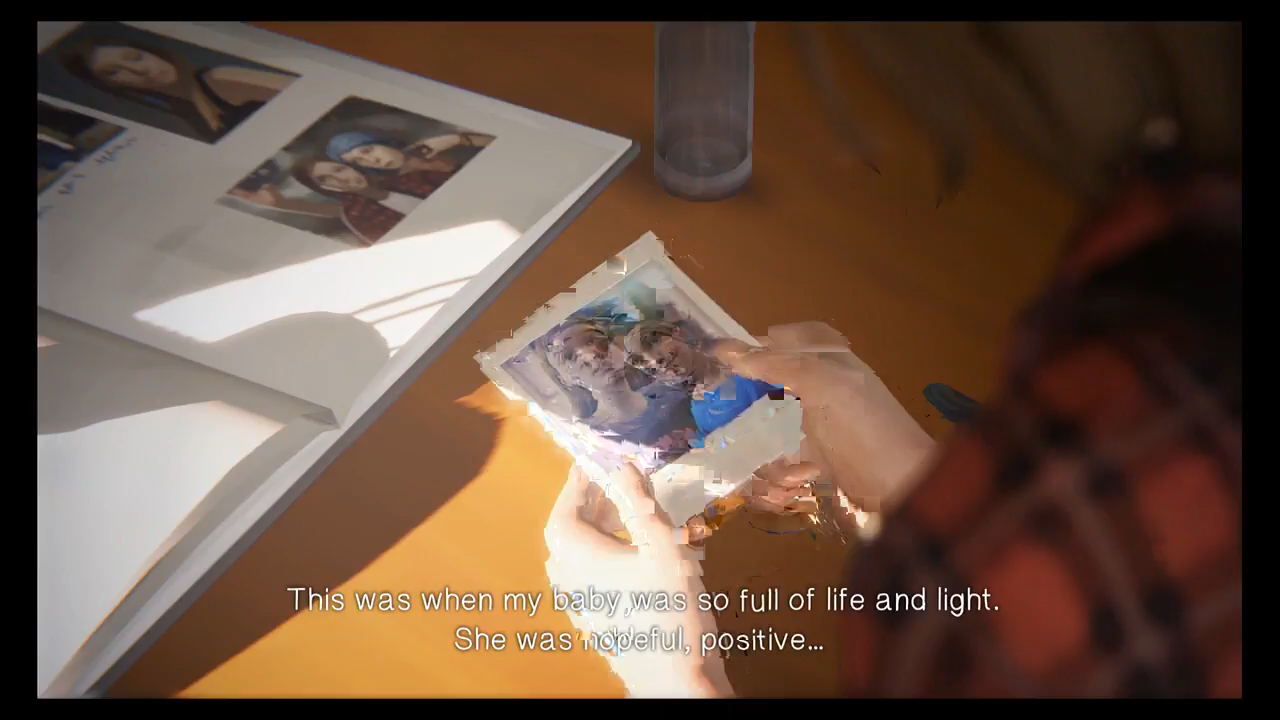 This was when my baby was so full of life and light.
She was hopeful, positive...